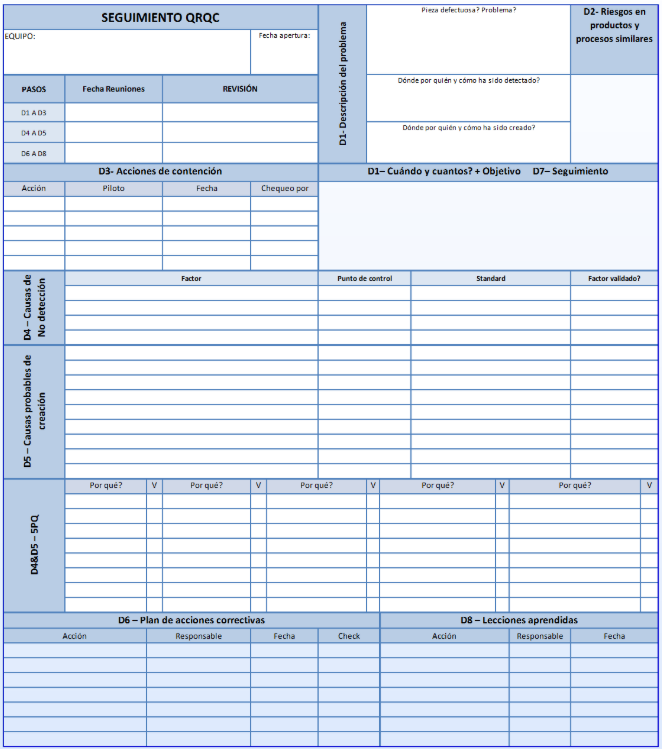 SEGUIMIENTO QRQC
EQUIPO:
Fecha apertura:
PASOS
Fecha Reuniones
REVISIÓN
D1 A D3
D4 A D5
D6 A D8
D1- Descripción del problema
Pieza defectuosa? Problema?
Dónde por quién y cómo ha sido detectado?
Dónde por quién y cómo ha sido creado?
D2- Riesgos en
productos y
procesos similares
D3- Acciones de contención
Acción
Piloto
Fecha
Chequeo por
D1– Cuándo y cuantos? + Objetivo D7– Seguimiento
D4 – Causas de
No detección
Factor
Punto de control
Standard
Factor validado?
D5 – Causas probables de
creación
D4&D5 – 5PQ
Por qué?
V
Por qué?
V
Por qué?
V
Por qué?
V
Por qué?
V
D6 – Plan de acciones correctivas
Acción
Responsable
Fecha
Check
D8 – Lecciones aprendidas
Acción
Responsable
Fecha